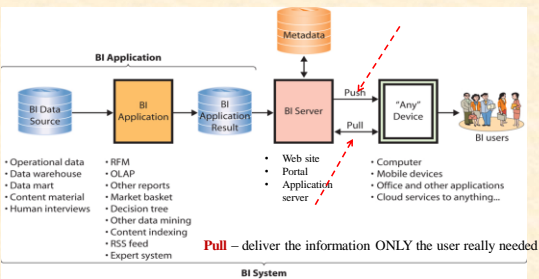 BI Application
Metadata
BI Data
Source
BI
Application
BI
Application
Result
BI Server
Push
Pull
"Any"
Device
BI users
• Operational data
• Data warehouse
• Data mart
• Content material
• Human interviews
• RFM
• OLAP
• Other reports
• Market basket
• Decision tree
• Other data mining
• Content indexing
• RSS feed
• Expert system
• Web site
• Portal
• Application
server
• Computer
• Mobile devices
• Office and other applications
• Cloud services to anything...
Pull – deliver the information ONLY the user really needed
BI System